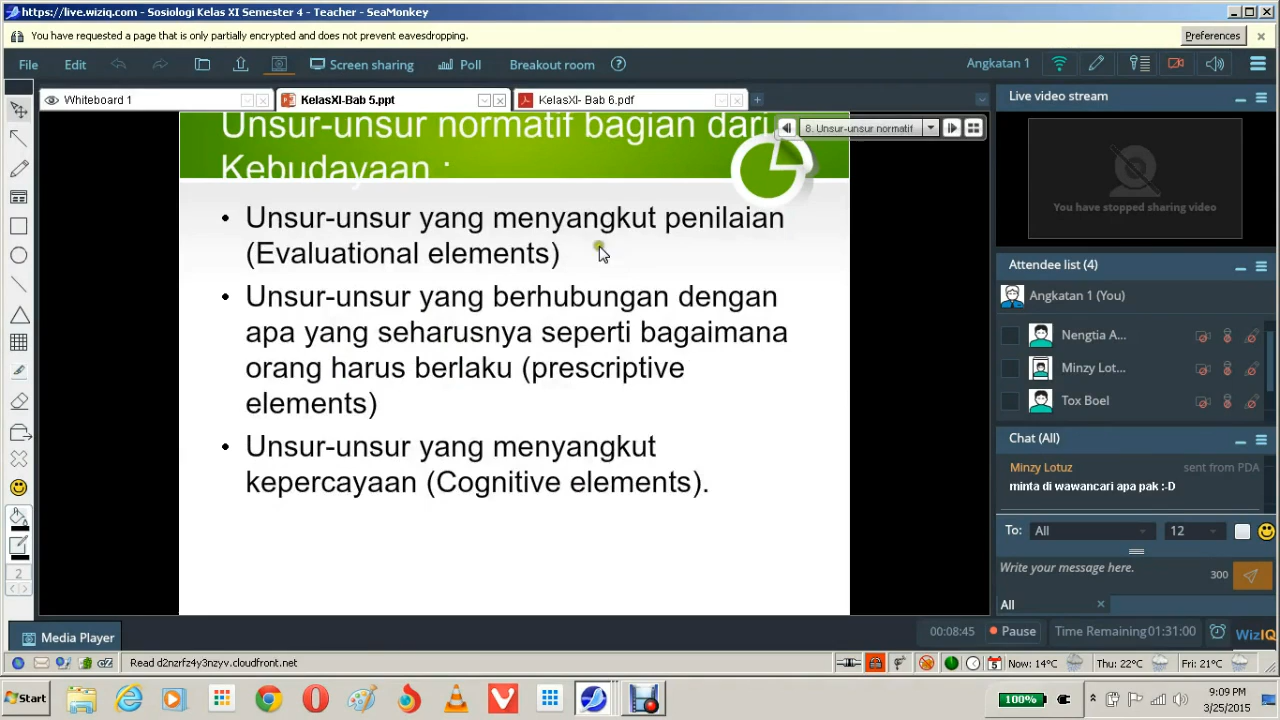 https://live.wiziq.com - Sosiologi Kelas XI Semester 4 - Teacher - SeaMonkey
You have requested a page that is only partially encrypted and does not prevent eavesdropping.
Preferences
File Edit Screen sharing Poll Breakout room Angkatan 1
Whiteboard 1 KelasXI-Bab 5.ppt KelasXI- Bab 6.pdf
Live video stream
Unsur-unsur normatif bagian dari
8. Unsur-unsur normatif
Kebudayaan :
• Unsur-unsur yang menyangkut penilaian
(Evaluational elements)
• Unsur-unsur yang berhubungan dengan
apa yang seharusnya seperti bagaimana
orang harus berlaku (prescriptive
elements)
• Unsur-unsur yang menyangkut
kepercayaan (Cognitive elements).
You have stopped sharing video
Attendee list (4)
Angkatan 1 (You)
Nengtia A...
Minzy Lot...
Tox Boel
Chat (All)
Minzy Lotuz sent from PDA
minta di wawancari apa pak :-D
To: All 12
Write your message here.
300
All
2
Media Player
00:08:45 Pause Time Remaining 01:31:00 WizIQ
Read d2nzrfz4y3nzyv.cloudfront.net
Now: 14°C Thu: 22°C Fri: 21°C
Start
100%
9:09 PM
3/25/2015